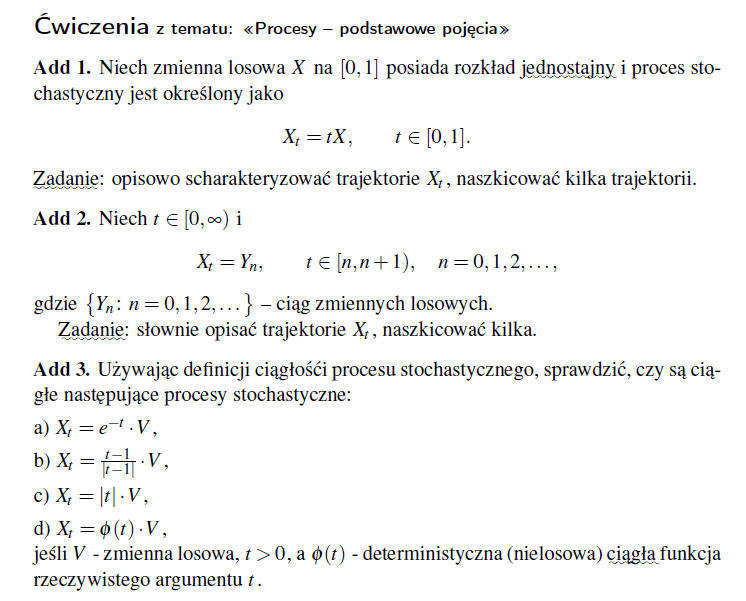 Ćwiczenia z tematu: «Procesy – podstawowe pojęcia»
Add 1. Niech zmienna losowa X na [0, 1] posiada rozkład jednostajny i proces sto-
chastyczny jest określony jako
X_t = tX, t ∈ [0, 1].
Zadanie: opisowo scharakteryzować trajektorie X_t, naszkicować kilka trajektorii.
Add 2. Niech t ∈ [0, ∞) i
X_t = Y_n, t ∈ [n, n + 1), n = 0, 1, 2, ...,
gdzie {Y_n : n = 0, 1, 2, ...} – ciąg zmiennych losowych.
Zadanie: słownie opisać trajektorie X_t, naszkicować kilka.
Add 3. Używając definicji ciągłośći procesu stochastycznego, sprawdzić, czy są cią-
głe następujące procesy stochastyczne:
a) X_t = e^{-t} · V,
b) X_t = \frac{t-1}{|t-1|} · V,
c) X_t = |t| · V,
d) X_t = ϕ(t) · V,
jeśli V - zmienna losowa, t > 0, a ϕ(t) - deterministyczna (nielosowa) ciągła funkcja
rzeczywistego argumentu t.